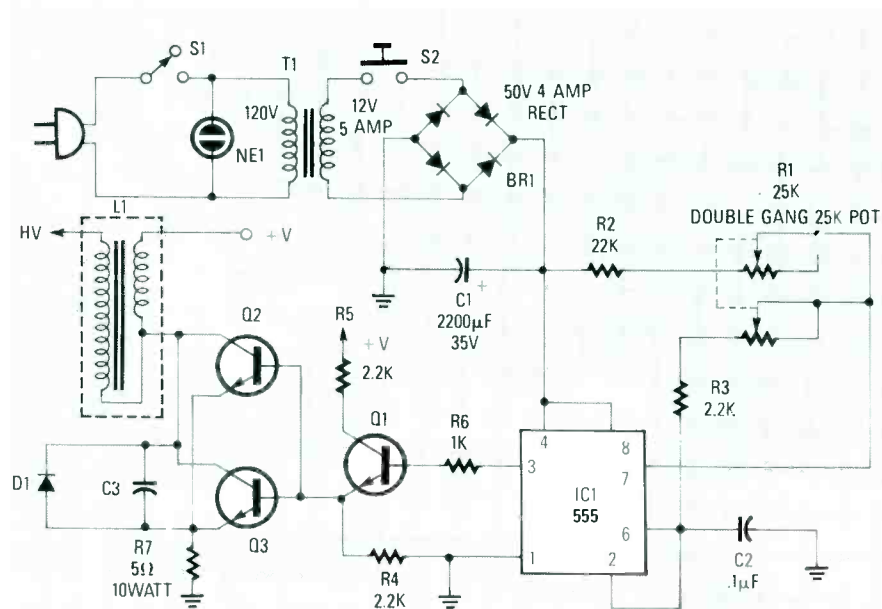 S1
T1
S2
120V
12V
5 AMP
NE1
50V 4 AMP
RECT
BR1
R1
25K
DOUBLE GANG 25K POT
L1
HV
+V
R2
22K
C1
+
2200µF
35V
Q2
R5
+V
2.2K
R3
2.2K
Q1
R6
1K
4
8
3
7
IC1
555
D1
C3
Q3
1
6
2
R7
5Ω
10WATT
R4
2.2K
C2
.1µF